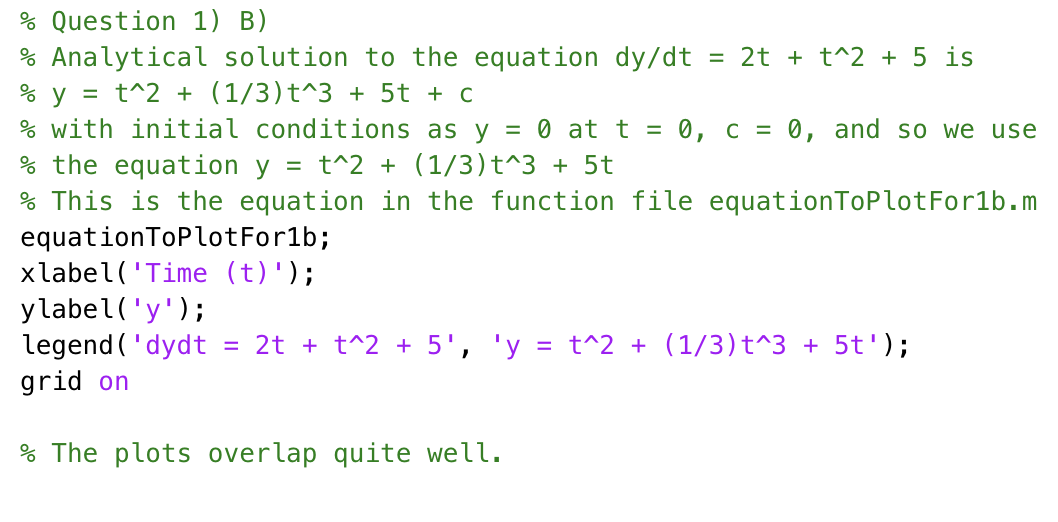 % Question 1) B)
% Analytical solution to the equation dy/dt = 2t + t^2 + 5 is
% y = t^2 + (1/3)t^3 + 5t + c
% with initial conditions as y = 0 at t = 0, c = 0, and so we use
% the equation y = t^2 + (1/3)t^3 + 5t
% This is the equation in the function file equationToPlotFor1b.m
equationToPlotFor1b;
xlabel('Time (t)');
ylabel('y');
legend('dydt = 2t + t^2 + 5', 'y = t^2 + (1/3)t^3 + 5t');
grid on
% The plots overlap quite well.